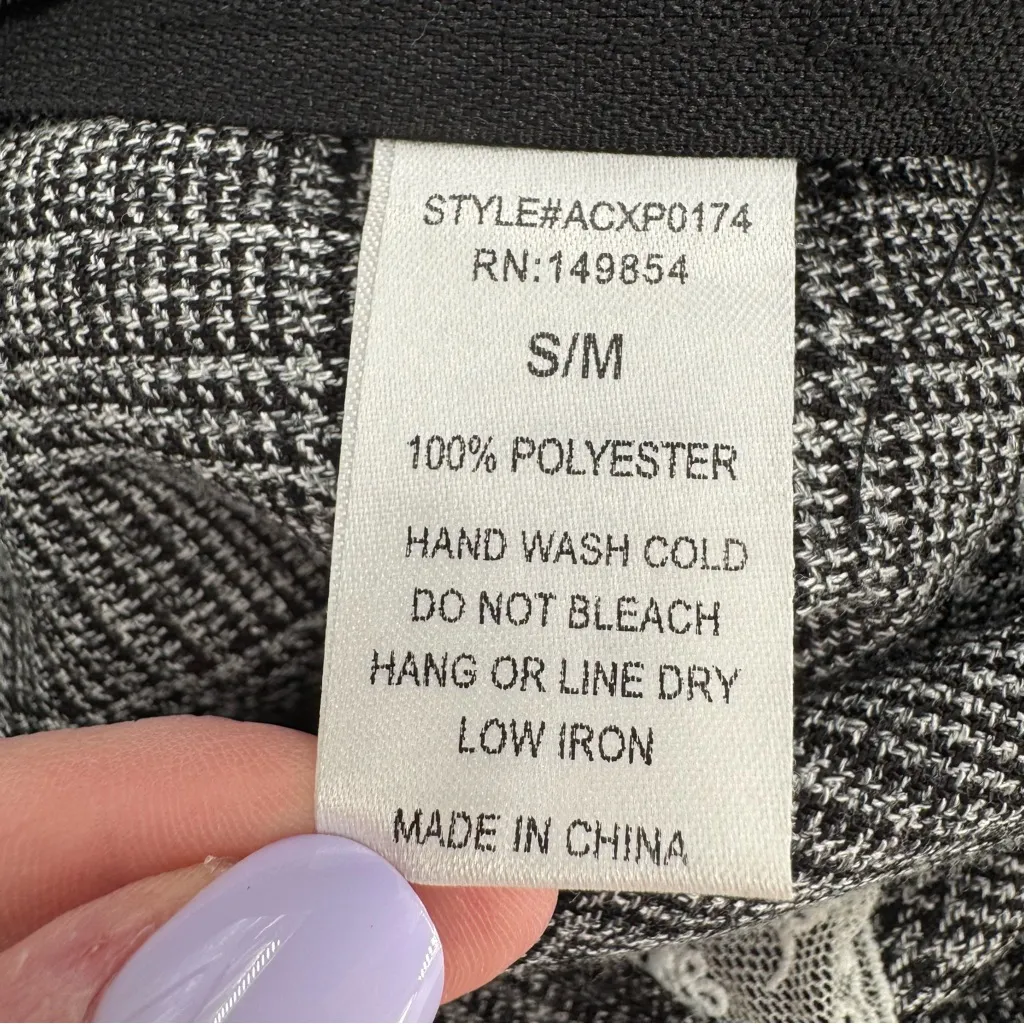 STYLE#ACXP0174
RN:149854
S/M
100% POLYESTER
HAND WASH COLD
DO NOT BLEACH
HANG OR LINE DRY
LOW IRON
MADE IN CHINA